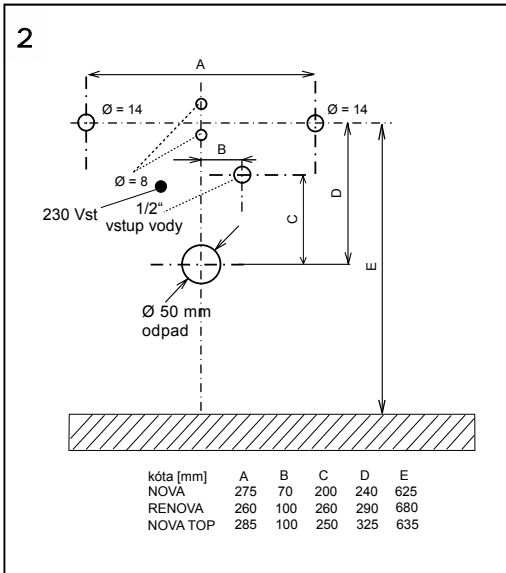 2
A
Ø = 14
Ø = 14
B
Ø = 8
D
230 Vst
1/2“
vstup vody
C
E
Ø 50 mm
odpad
kóta [mm] A B C D E
NOVA 275 70 200 240 625
RENOVA 260 100 260 290 680
NOVA TOP 285 100 250 325 635